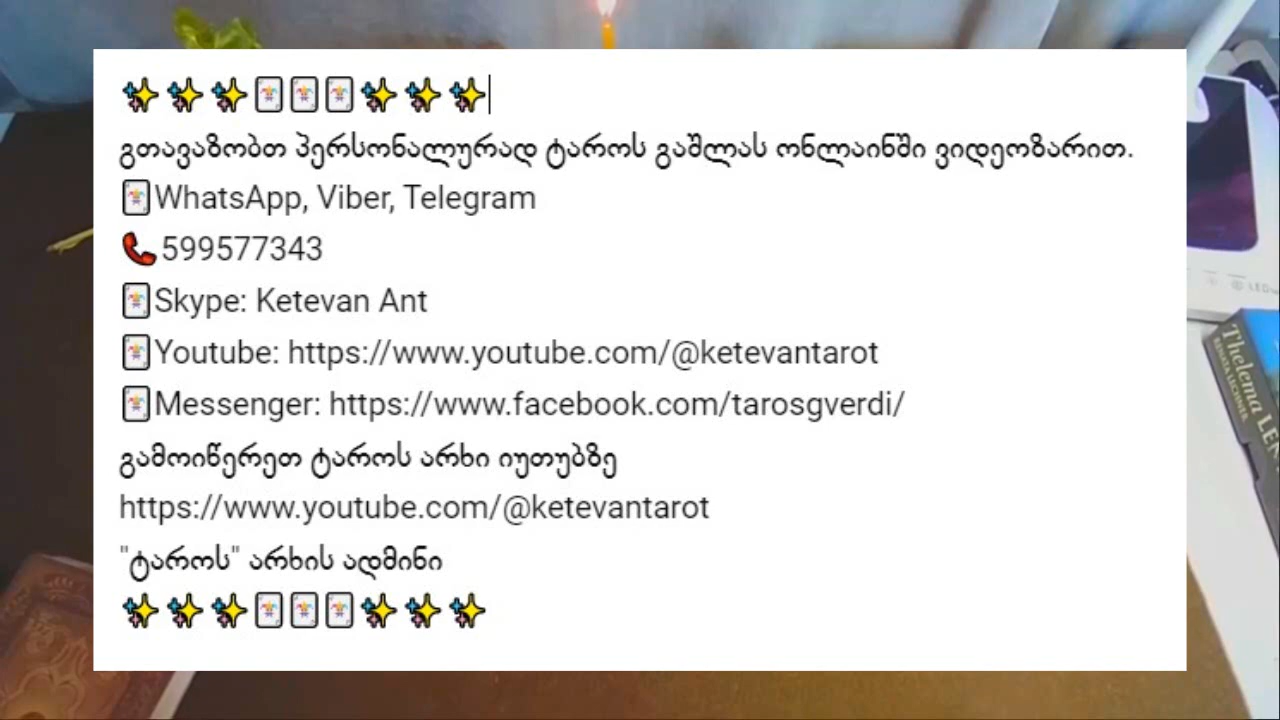 ✨✨✨🃏🃏🃏✨✨✨
გთავაზობთ პერსონალურად ტაროს გაშლას ონლაინში ვიდეოზარით.
🃏WhatsApp, Viber, Telegram
📞599577343
🃏Skype: Ketevan Ant
🃏Youtube: https://www.youtube.com/@ketevantarot
🃏Messenger: https://www.facebook.com/tarosgverdi/
გამოიწერეთ ტაროს არხი იუთუბზე
https://www.youtube.com/@ketevantarot
"ტაროს" არხის ადმინი
✨✨✨🃏🃏🃏✨✨✨
Thelema